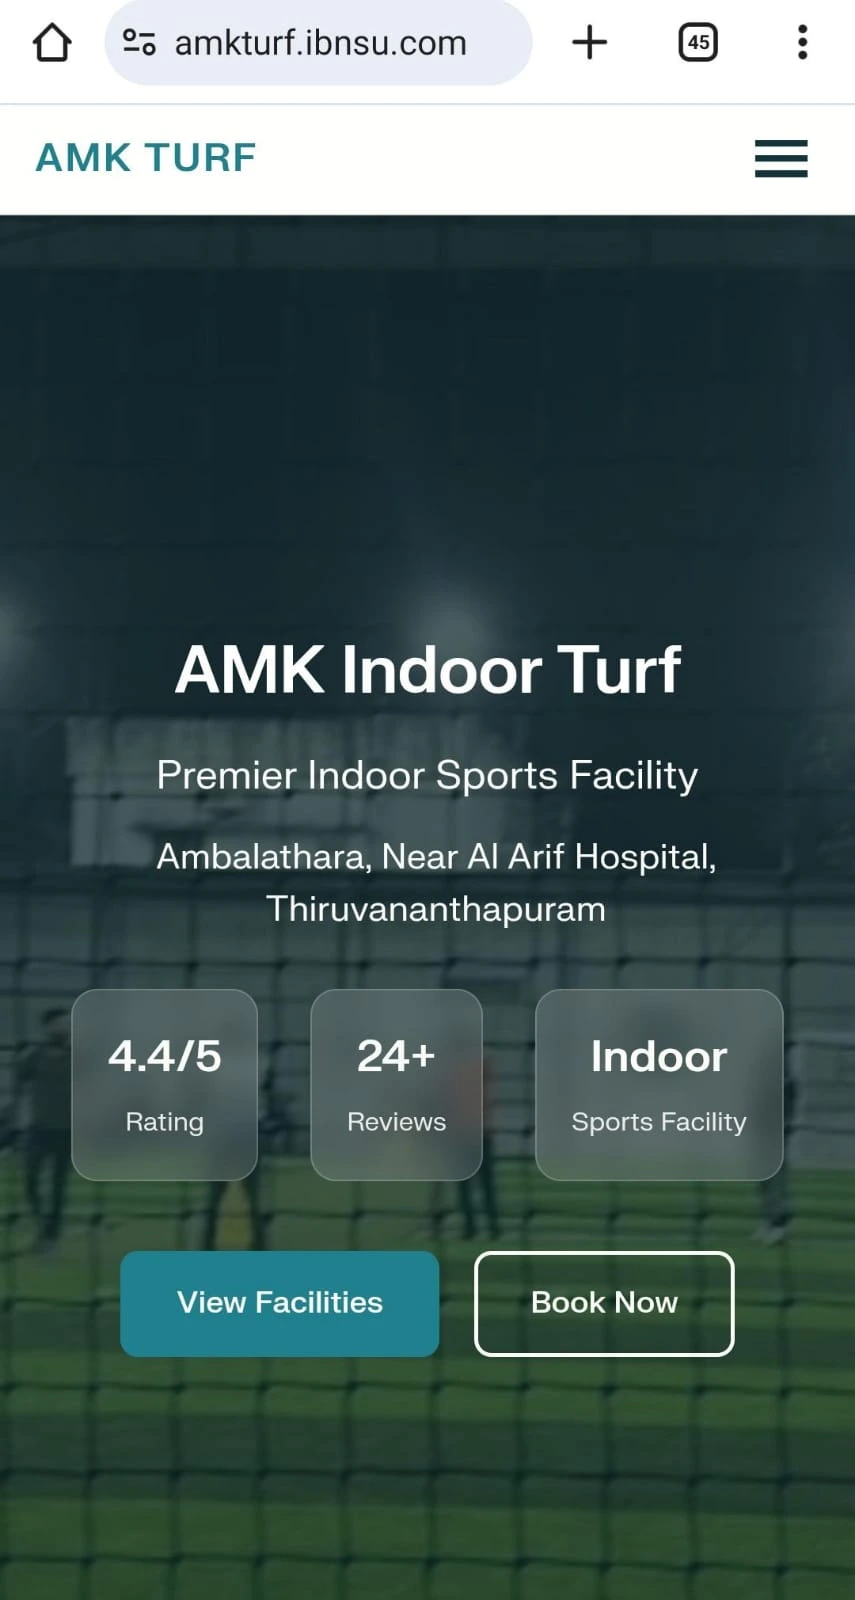 amkturf.ibnsu.com
45
AMK TURF
AMK Indoor Turf
Premier Indoor Sports Facility
Ambalathara, Near Al Arif Hospital,
Thiruvananthapuram
4.4/5
Rating
24+
Reviews
Indoor
Sports Facility
View Facilities
Book Now